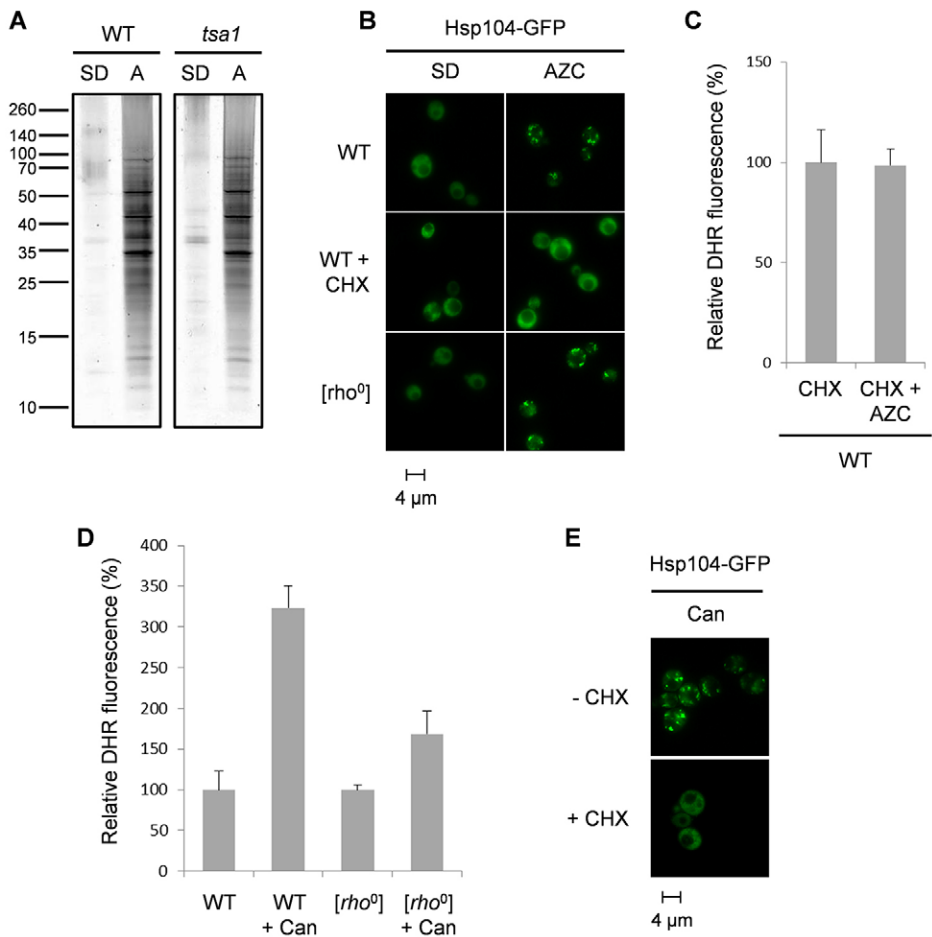 A
WT
tsa1
SD A SD A
260
140
100
70
50
40
35
25
15
10
B
Hsp104-GFP
SD AZC
WT
WT +
CHX
[rho⁰]
4 µm
C
Relative DHR fluorescence (%)
150
100
50
0
CHX
CHX +
AZC
WT
D
Relative DHR fluorescence (%)
400
350
300
250
200
150
100
50
0
WT
WT
+ Can
[rho⁰]
[rho⁰]
+ Can
E
Hsp104-GFP
Can
- CHX
+ CHX
4 µm